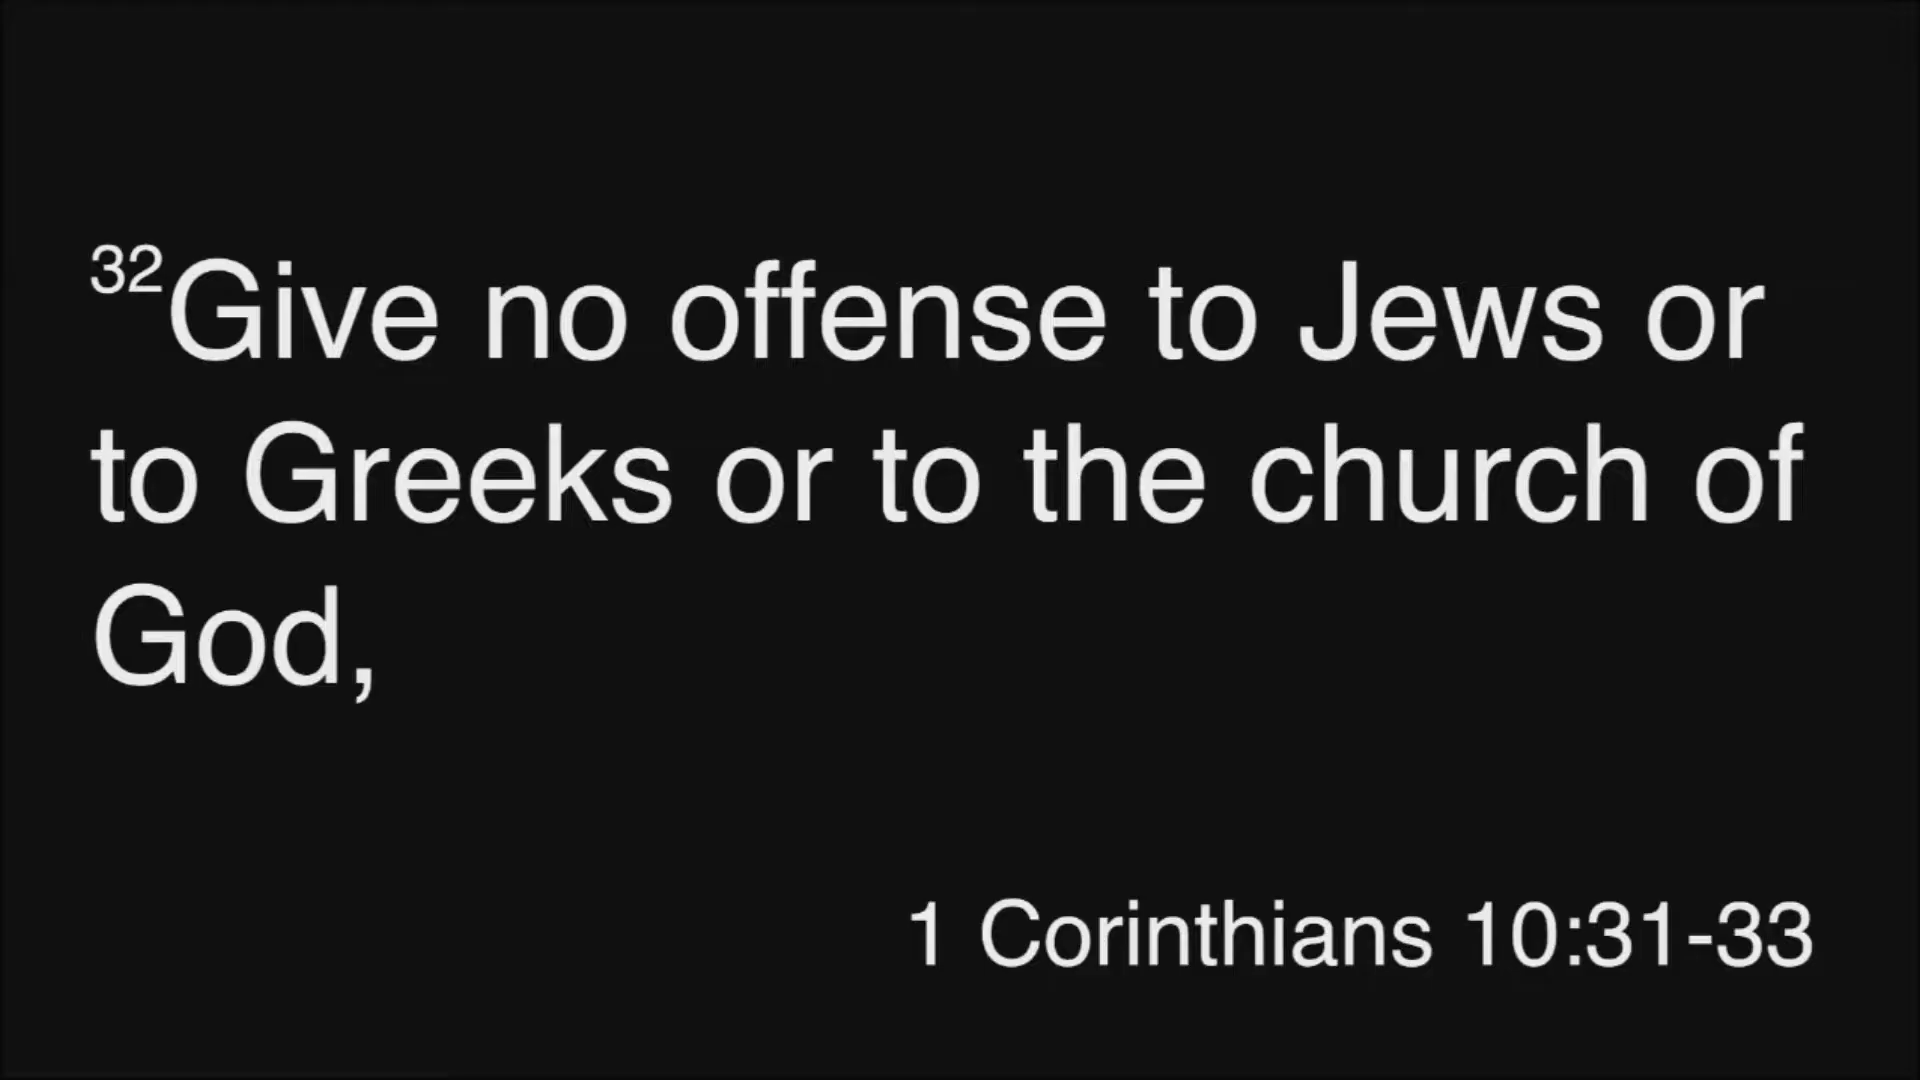 32Give no offense to Jews or
to Greeks or to the church of
God,
1 Corinthians 10:31-33